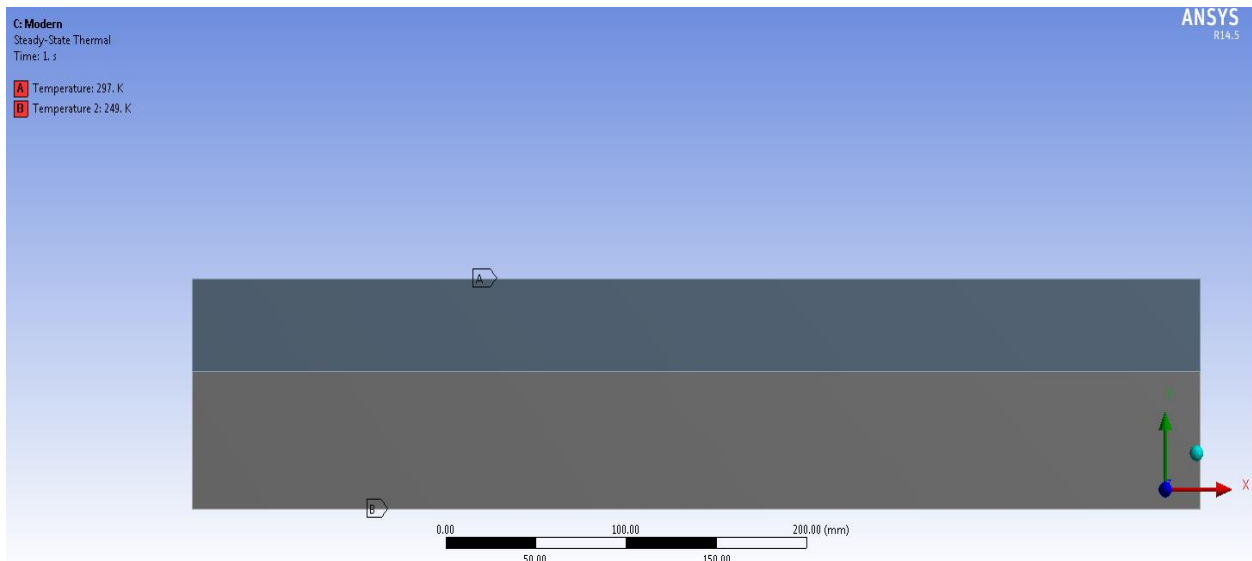 C: Modern
Steady-State Thermal
Time: 1. s
A Temperature: 297. K
B Temperature 2: 249. K
ANSYS
R14.5
A
B
X
0.00 100.00 200.00 (mm)
50.00 150.00